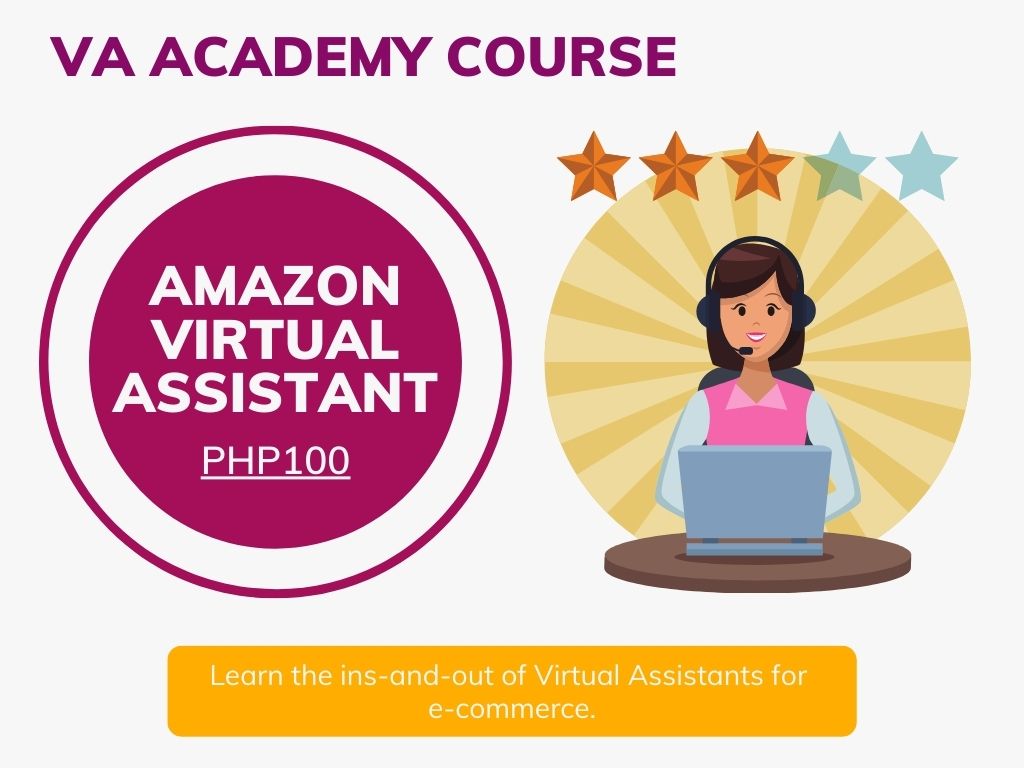 VA ACADEMY COURSE
AMAZON
VIRTUAL
ASSISTANT
PHP100
Learn the ins-and-out of Virtual Assistants for
e-commerce.